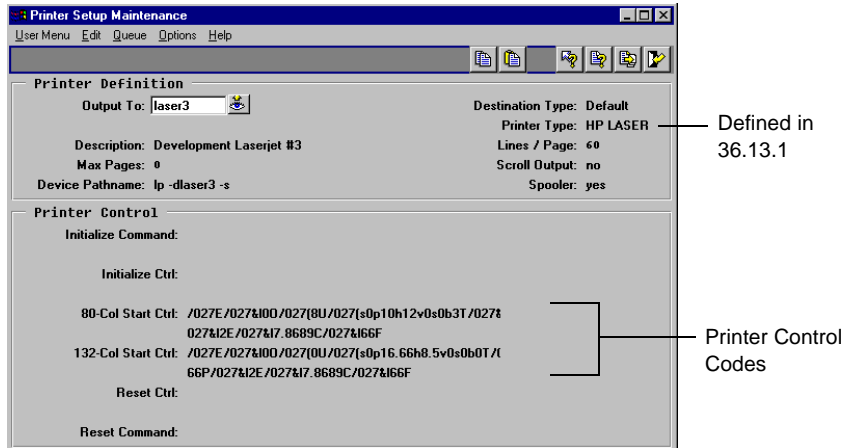 Printer Setup Maintenance
User Menu Edit Queue Options Help
Printer Definition
Output To: laser3
Destination Type: Default
Printer Type: HP LASER
Defined in
36.13.1
Description: Development Laserjet #3
Lines / Page: 60
Max Pages: 0
Scroll Output: no
Device Pathname: lp -dlaser3 -s
Spooler: yes
Printer Control
Initialize Command:
Initialize Ctrl:
80-Col Start Ctrl: /027E/027&l0O/027(8U/027(s0p10h12v0s0b3T/027&
027&l2E/027&l7.8689C/027&l66F
132-Col Start Ctrl: /027E/027&l0O/027(0U/027(s0p16.66h8.5v0s0b0T/(
66P/027&l2E/027&l7.8689C/027&l66F
Printer Control
Codes
Reset Ctrl:
Reset Command: